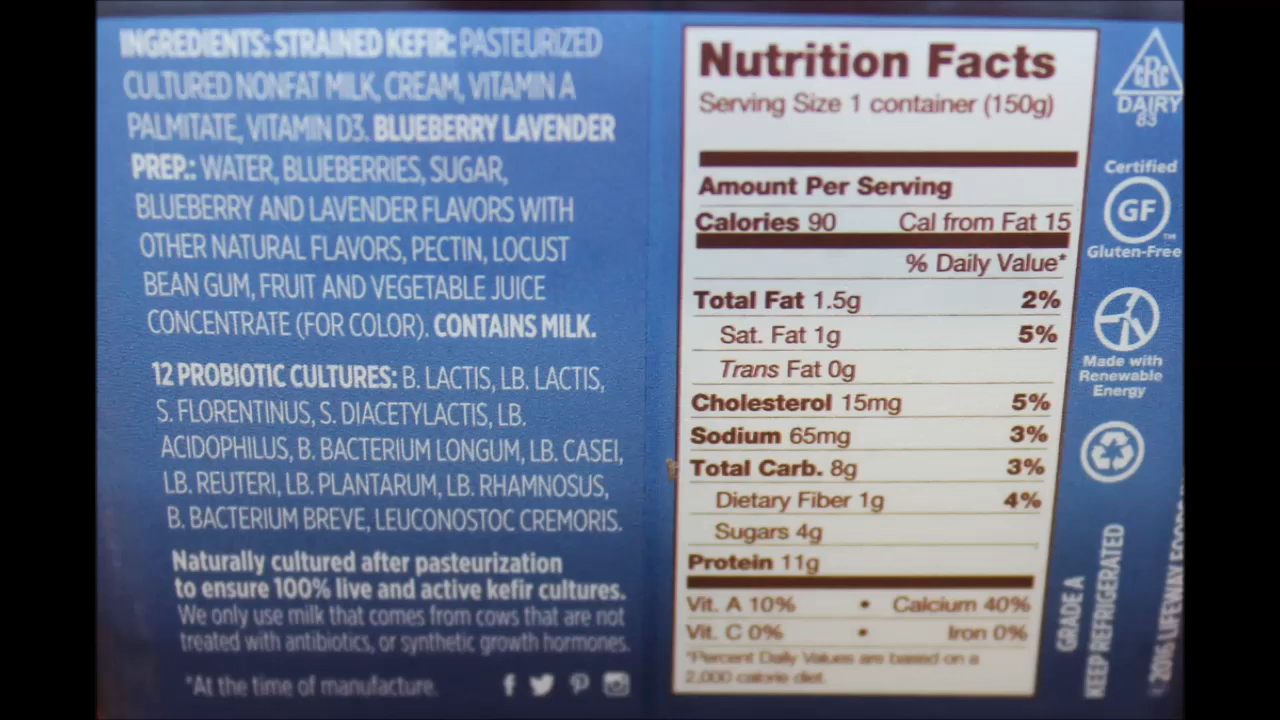 INGREDIENTS: STRAINED KEFIR: PASTEURIZED
CULTURED NONFAT MILK, CREAM, VITAMIN A
PALMITATE, VITAMIN D3. BLUEBERRY LAVENDER
PREP.: WATER, BLUEBERRIES, SUGAR,
BLUEBERRY AND LAVENDER FLAVORS WITH
OTHER NATURAL FLAVORS, PECTIN, LOCUST
BEAN GUM, FRUIT AND VEGETABLE JUICE
CONCENTRATE (FOR COLOR). CONTAINS MILK.
12 PROBIOTIC CULTURES: B. LACTIS, LB. LACTIS,
S. FLORENTINUS, S. DIACETYLACTIS, LB.
ACIDOPHILUS, B. BACTERIUM LONGUM, LB. CASEI,
LB. REUTERI, LB. PLANTARUM, LB. RHAMNOSUS,
B. BACTERIUM BREVE, LEUCONOSTOC CREMORIS.
Naturally cultured after pasteurization
to ensure 100% live and active kefir cultures.
We only use milk that comes from cows that are not
treated with antibiotics, or synthetic growth hormones.
*At the time of manufacture.
Nutrition Facts
Serving Size 1 container (150g)
Amount Per Serving
Calories 90 Cal from Fat 15
% Daily Value*
Total Fat 1.5g 2%
Sat. Fat 1g 5%
Trans Fat 0g
Cholesterol 15mg 5%
Sodium 65mg 3%
Total Carb. 8g 3%
Dietary Fiber 1g 4%
Sugars 4g
Protein 11g
Vit. A 10% • Calcium 40%
Vit. C 0% • Iron 0%
*Percent Daily Values are based on a
2,000 calorie diet.
cRc
DAIRY
83
Certified
GF
TM
Gluten-Free
Made with
Renewable
Energy
GRADE A
KEEP REFRIGERATED
2016 LIFEWAY FOODS